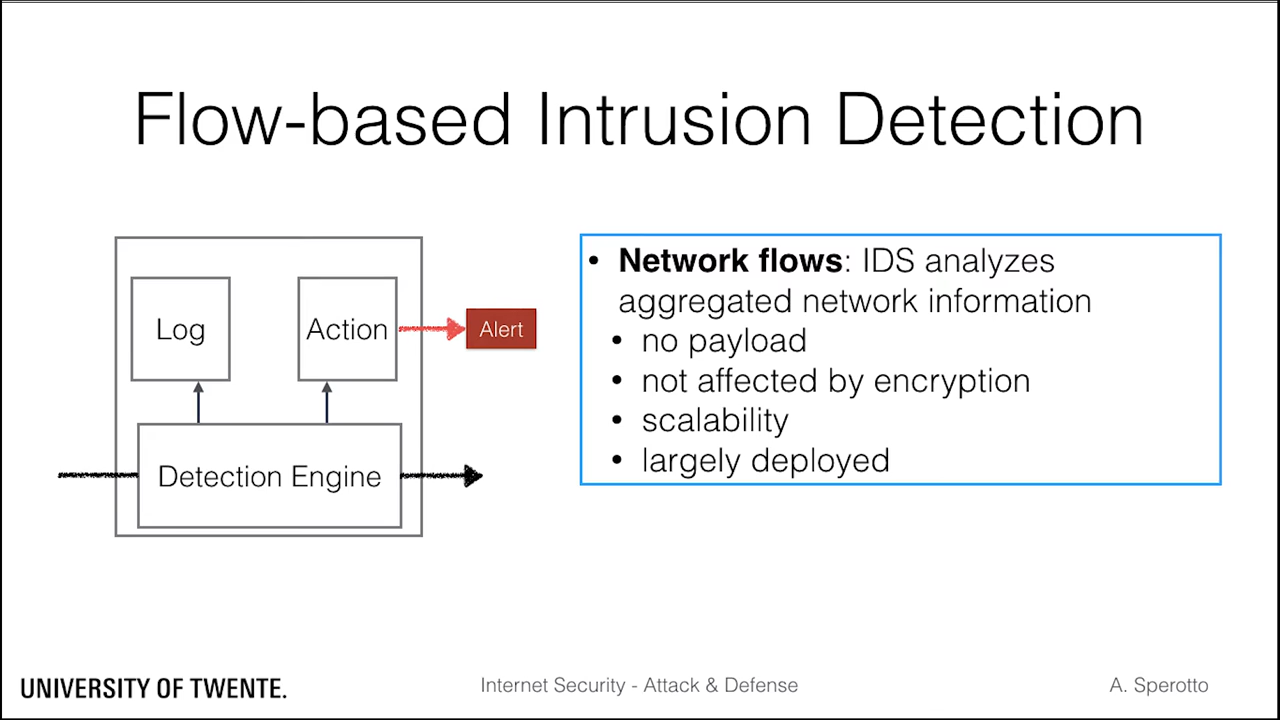 Flow-based Intrusion Detection
Log
Action
Alert
Detection Engine
• Network flows: IDS analyzes
aggregated network information
• no payload
• not affected by encryption
• scalability
• largely deployed
UNIVERSITY OF TWENTE.
Internet Security - Attack & Defense
A. Sperotto